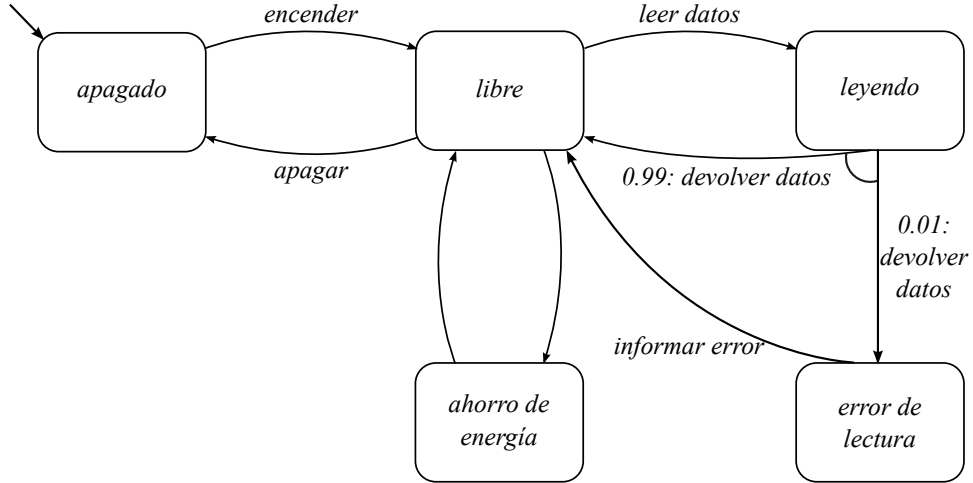 encender
leer datos
apagado
libre
leyendo
apagar
0.99: devolver datos
0.01:
devolver
datos
informar error
ahorro de
energía
error de
lectura